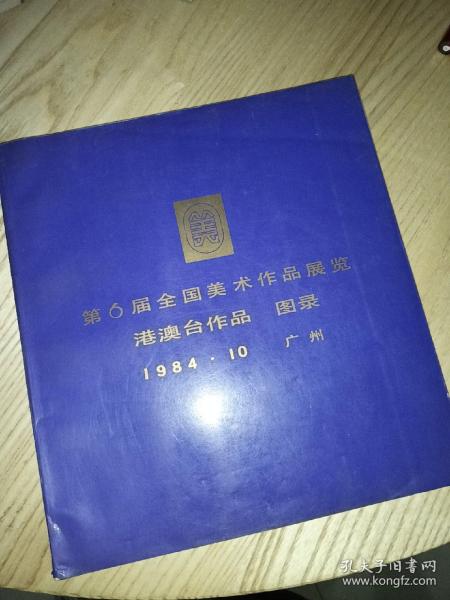 美
第6届全国美术作品展览
港澳台作品 图录
1984·10 广州
孔夫子旧书网
www.kongfz.com